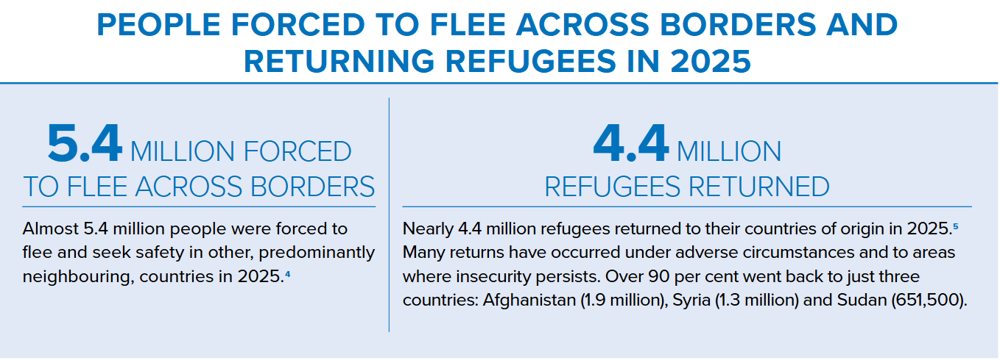 PEOPLE FORCED TO FLEE ACROSS BORDERS AND
RETURNING REFUGEES IN 2025
5.4 MILLION FORCED
TO FLEE ACROSS BORDERS
Almost 5.4 million people were forced to
flee and seek safety in other, predominantly
neighbouring, countries in 2025.⁴
4.4 MILLION
REFUGEES RETURNED
Nearly 4.4 million refugees returned to their countries of origin in 2025.⁵
Many returns have occurred under adverse circumstances and to areas
where insecurity persists. Over 90 per cent went back to just three
countries: Afghanistan (1.9 million), Syria (1.3 million) and Sudan (651,500).